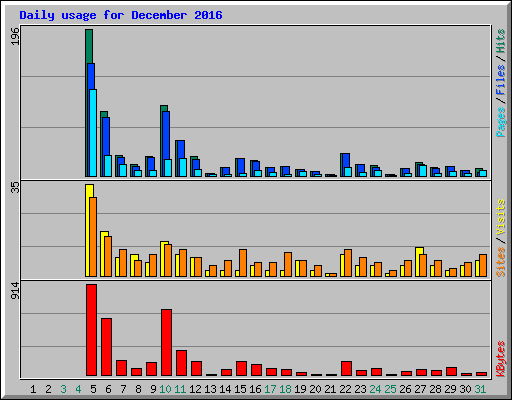 Daily usage for December 2016
196
Pages / Files / Hits
35
Sites / Visits
914
KBytes
1 2 3 4 5 6 7 8 9 10 11 12 13 14 15 16 17 18 19 20 21 22 23 24 25 26 27 28 29 30 31